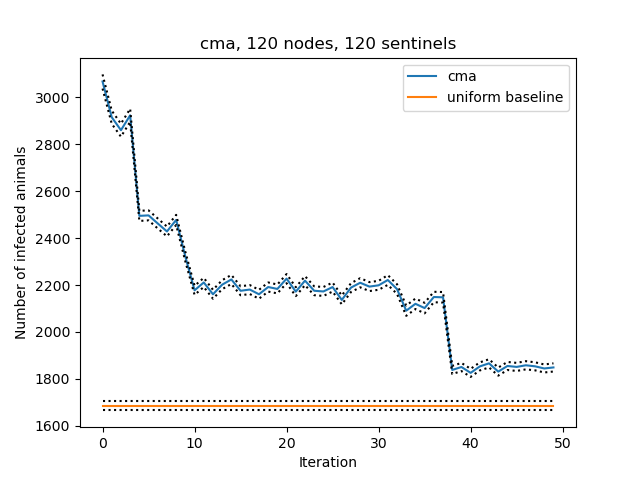 cma, 120 nodes, 120 sentinels
cma
uniform baseline
Number of infected animals
3000
2800
2600
2400
2200
2000
1800
1600
0 10 20 30 40 50
Iteration